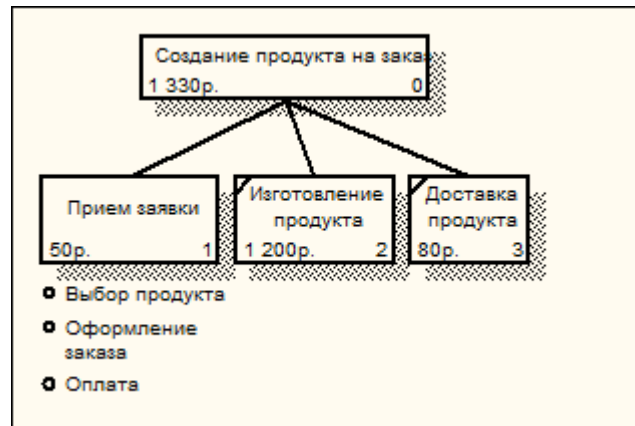 Создание продукта на зака
1 330р. 0
Прием заявки
50р. 1
Изготовление
продукта
1 200р. 2
Доставка
продукта
80р. 3
Выбор продукта
Оформление
заказа
Оплата